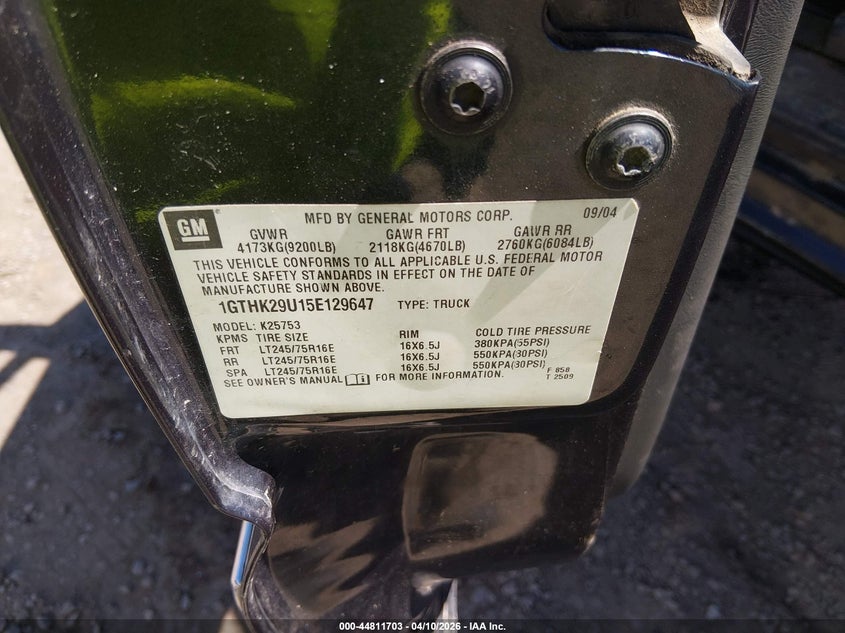 GM
MFD BY GENERAL MOTORS CORP. 09/04
GVWR GAWR FRT GAWR RR
4173KG(9200LB) 2118KG(4670LB) 2760KG(6084LB)
THIS VEHICLE CONFORMS TO ALL APPLICABLE U.S. FEDERAL MOTOR
VEHICLE SAFETY STANDARDS IN EFFECT ON THE DATE OF
MANUFACTURE SHOWN ABOVE.
1GTHK29U15E129647 TYPE: TRUCK
MODEL: K25753
KPMS TIRE SIZE RIM COLD TIRE PRESSURE
FRT LT245/75R16E 16X6.5J 380KPA(55PSI)
RR LT245/75R16E 16X6.5J 550KPA(80PSI)
SPA LT245/75R16E 16X6.5J 550KPA(80PSI)
SEE OWNER'S MANUAL FOR MORE INFORMATION.
F 858
T 2509
000-44811703 - 04/10/2026 - IAA Inc.